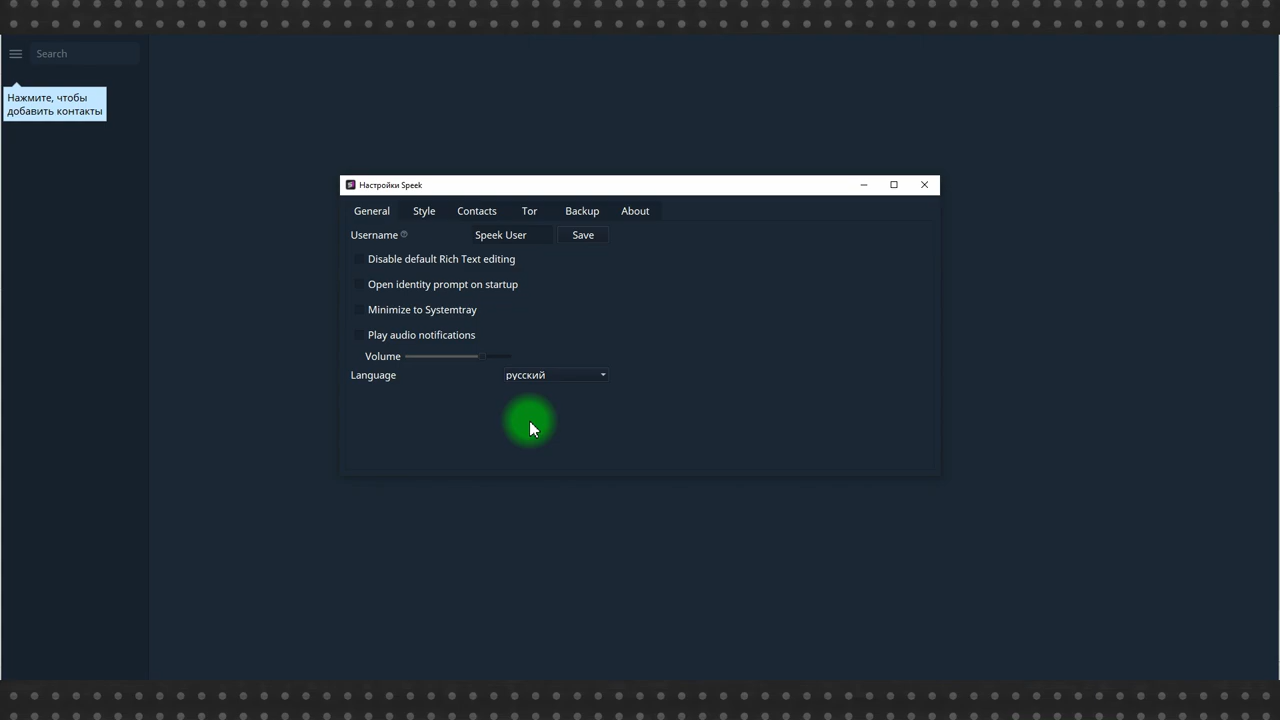 Search
Нажмите, чтобы
добавить контакты
Настройки Speek
General Style Contacts Tor Backup About
Username Speek User Save
Disable default Rich Text editing
Open identity prompt on startup
Minimize to Systemtray
Play audio notifications
Volume
Language русский